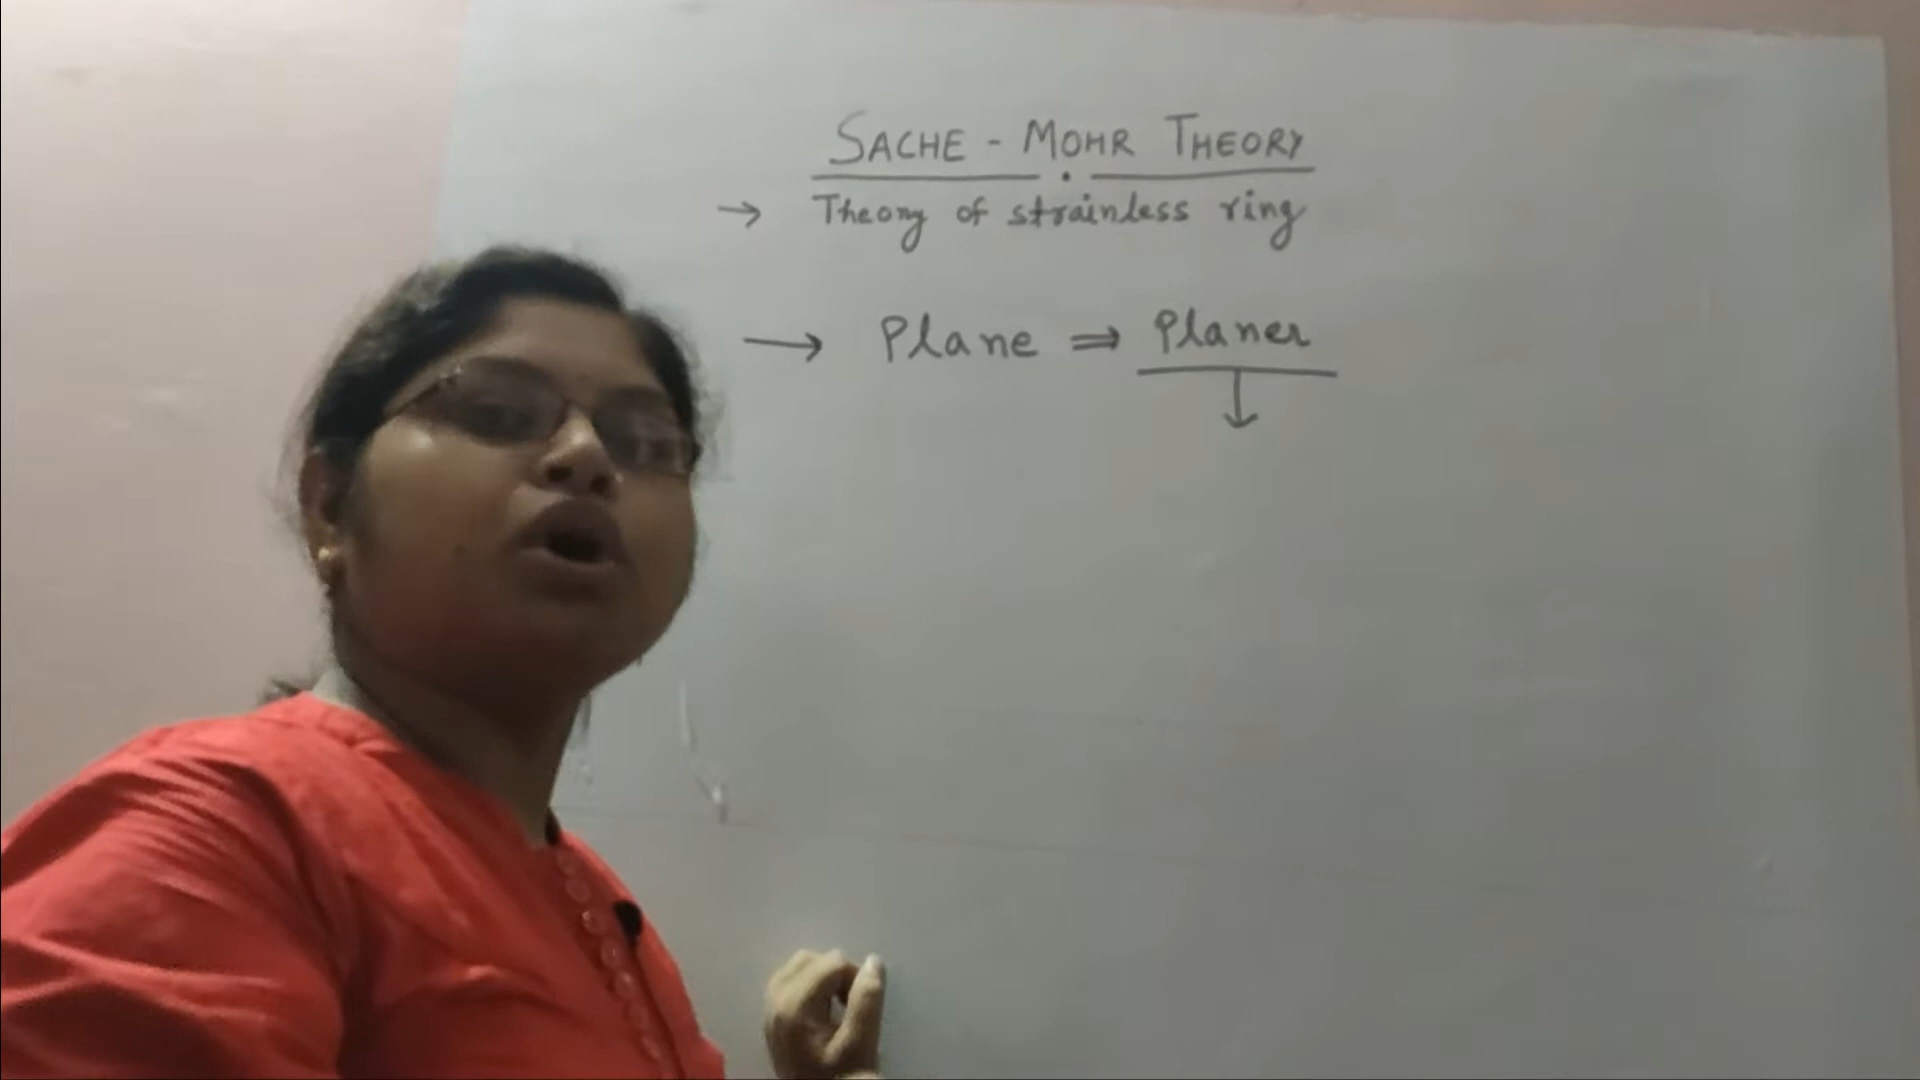 SACHE - MOHR THEORY
→ Theory of strainless ring
→ Plane ⇒ Planer